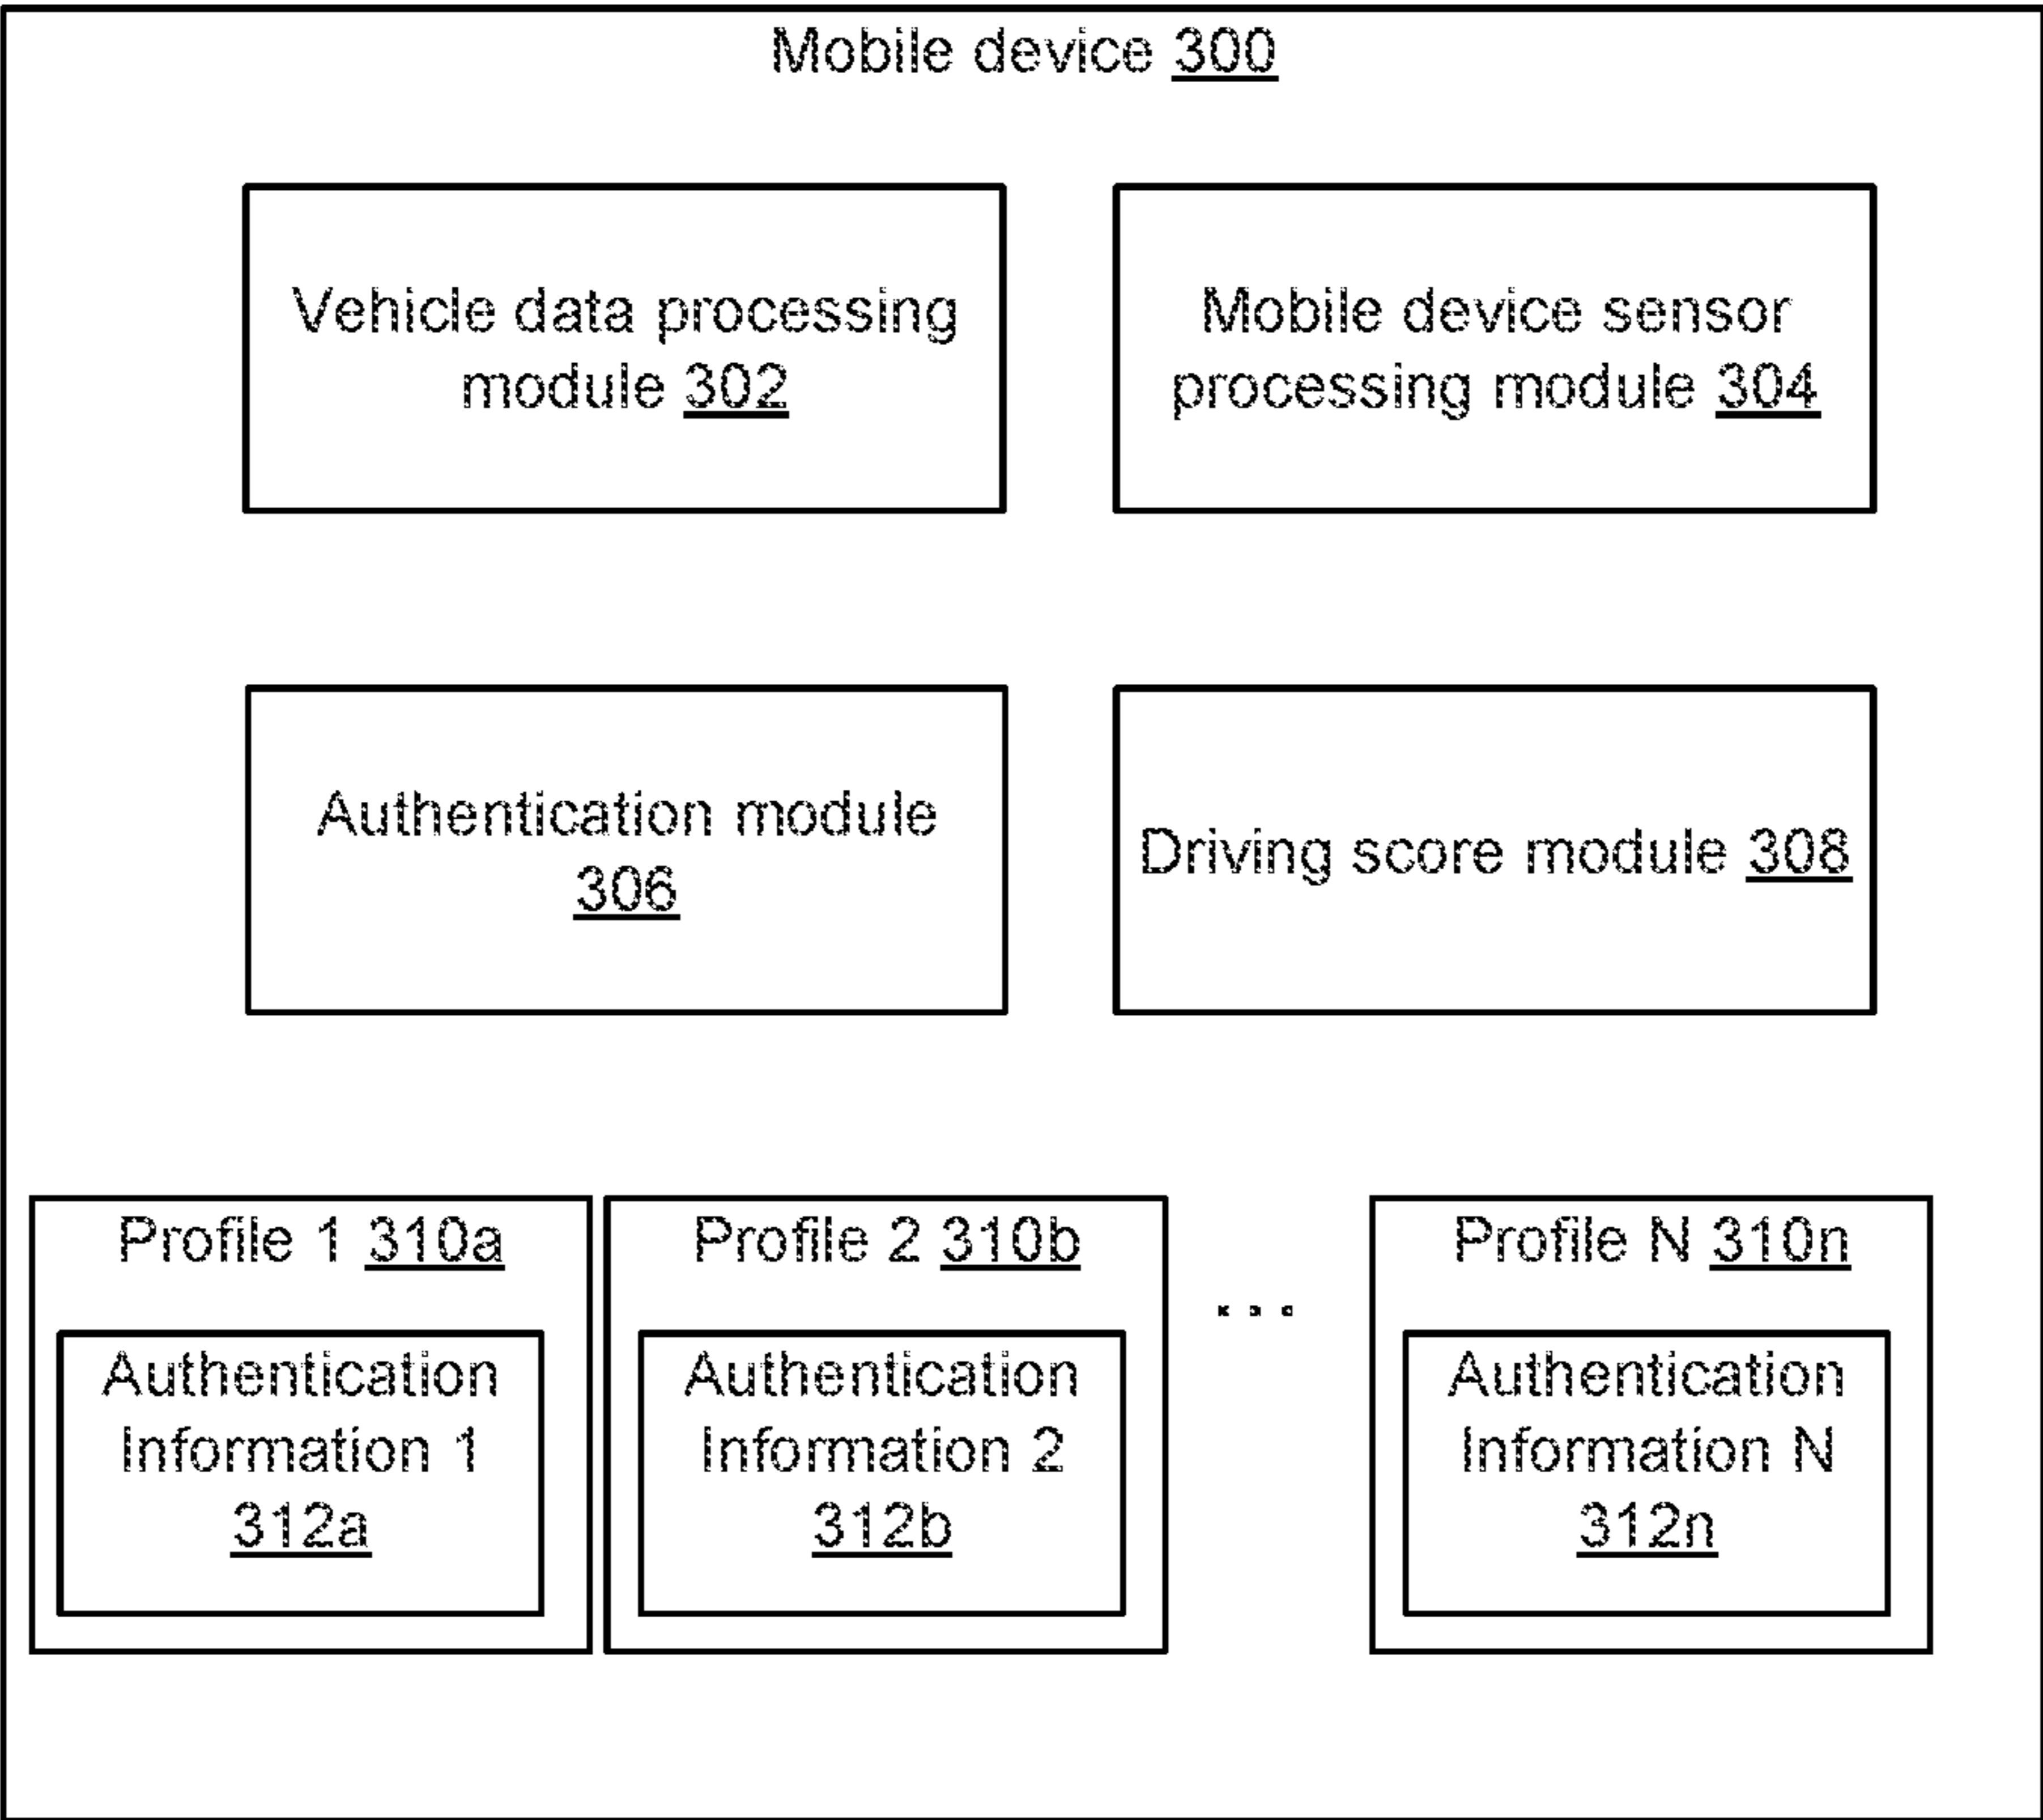 Mobile device 300
Vehicle data processing
module 302
Mobile device sensor
processing module 304
Authentication module
306
Driving score module 308
Profile 1 310a
Authentication
Information 1
312a
Profile 2 310b
Authentication
Information 2
312b
...
Profile N 310n
Authentication
Information N
312n